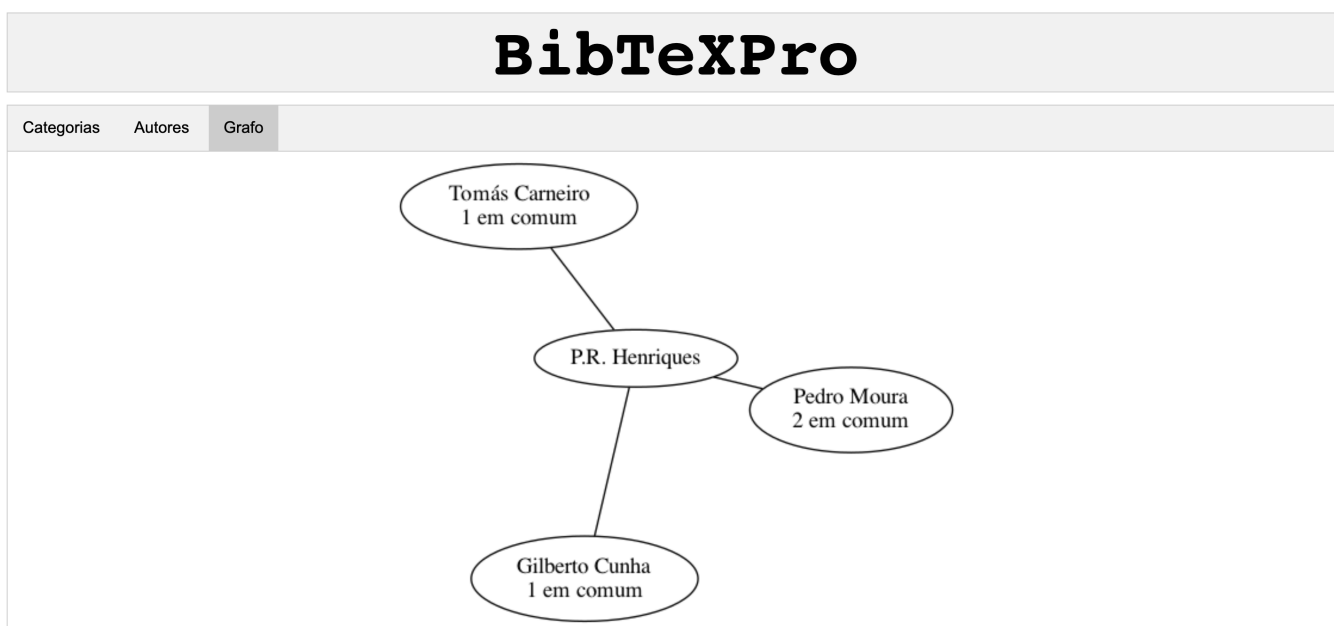 BibTeXPro
Categorias Autores Grafo
Tomás Carneiro
1 em comum
P.R. Henriques
Pedro Moura
2 em comum
Gilberto Cunha
1 em comum